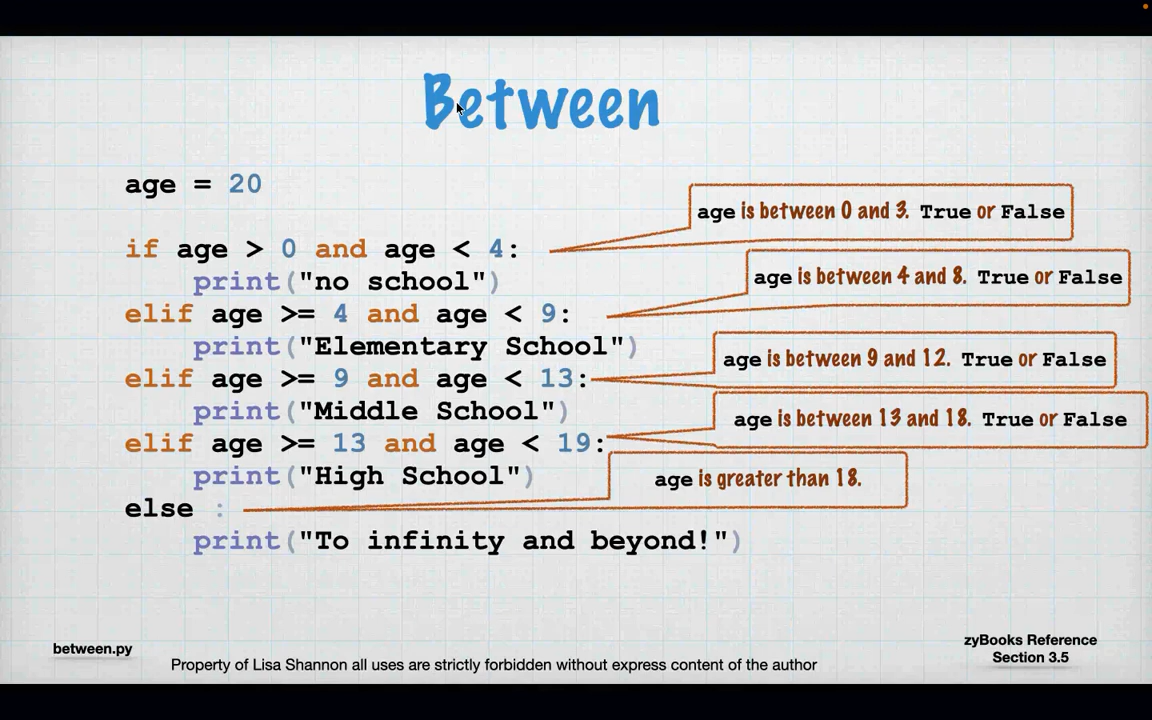 Between
age = 20
age is between 0 and 3. True or False
if age > 0 and age < 4:
age is between 4 and 8. True or False
print("no school")
elif age >= 4 and age < 9:
print("Elementary School")
age is between 9 and 12. True or False
elif age >= 9 and age < 13:
print("Middle School")
age is between 13 and 18. True or False
elif age >= 13 and age < 19:
print("High School")
age is greater than 18.
else :
print("To infinity and beyond!")
between.py
Property of Lisa Shannon all uses are strictly forbidden without express content of the author
zyBooks Reference
Section 3.5